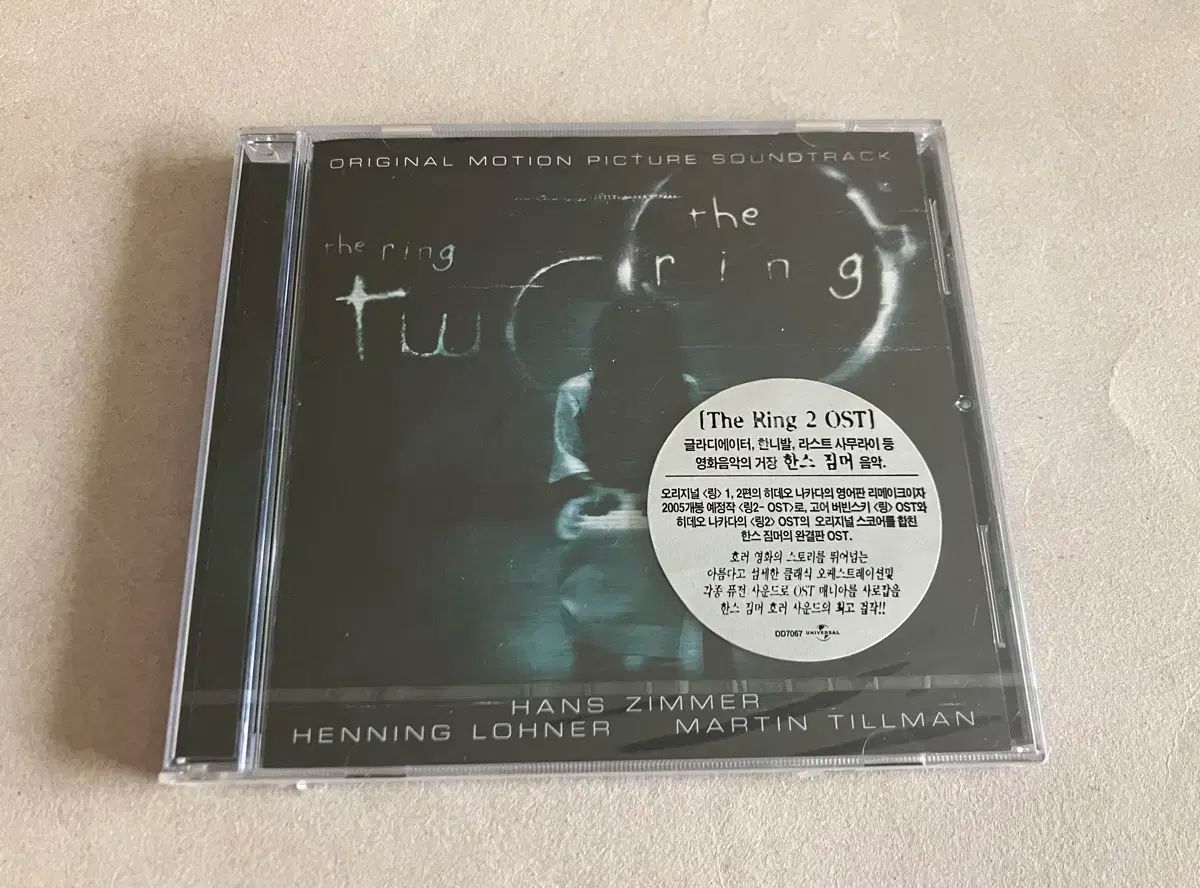 ORIGINAL MOTION PICTURE SOUNDTRACK
the ring
two
the
ring
[The Ring 2 OST]
글라디에이터, 한니발, 라스트 사무라이 등
영화음악의 거장 한스 짐머 음악.
오리지널 <링> 1, 2편의 히데오 나카다의 영어판 리메이크이자
2005개봉 예정작 <링2- OST>로, 고어 버빈스키 <링> OST와
히데오 나카다의 <링2> OST의 오리지널 스코어를 합친
한스 짐머의 완결판 OST.
호러 영화의 스토리를 뛰어넘는
아름다고 섬세한 클래식 오케스트레이션및
각종 퓨전 사운드로 OST 매니아를 사로잡을
한스 짐머 호러 사운드의 최고 걸작!!
DD7067 UNIVERSAL
HANS ZIMMER
HENNING LOHNER MARTIN TILLMAN